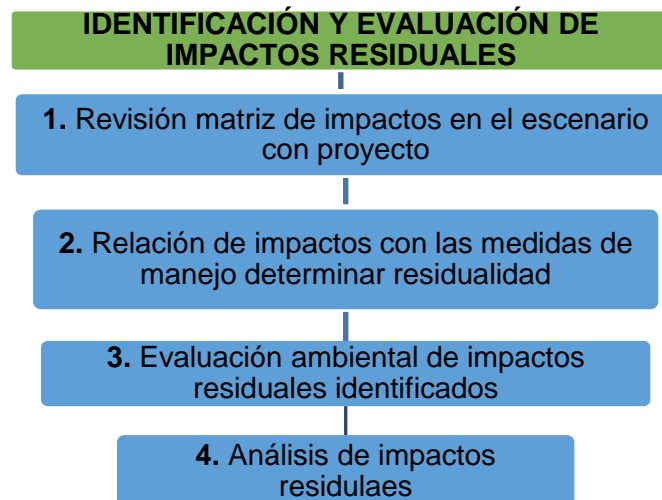 IDENTIFICACIÓN Y EVALUACIÓN DE
IMPACTOS RESIDUALES
1. Revisión matriz de impactos en el escenario
con proyecto
2. Relación de impactos con las medidas de
manejo determinar residualidad
3. Evaluación ambiental de impactos
residuales identificados
4. Análisis de impactos
residulaes